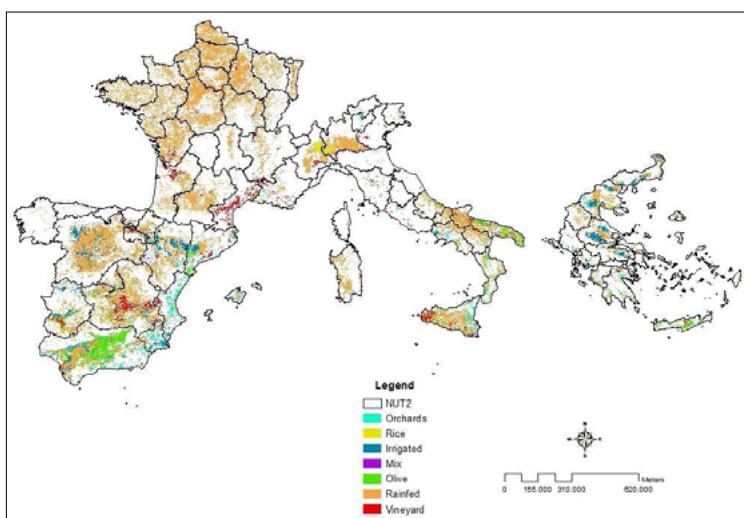 Legend
NUT2
Orchards
Rice
Irrigated
Mix
Olive
Rainfed
Vineyard
N
W E
S
Meters
0 155.000 310.000 620.000